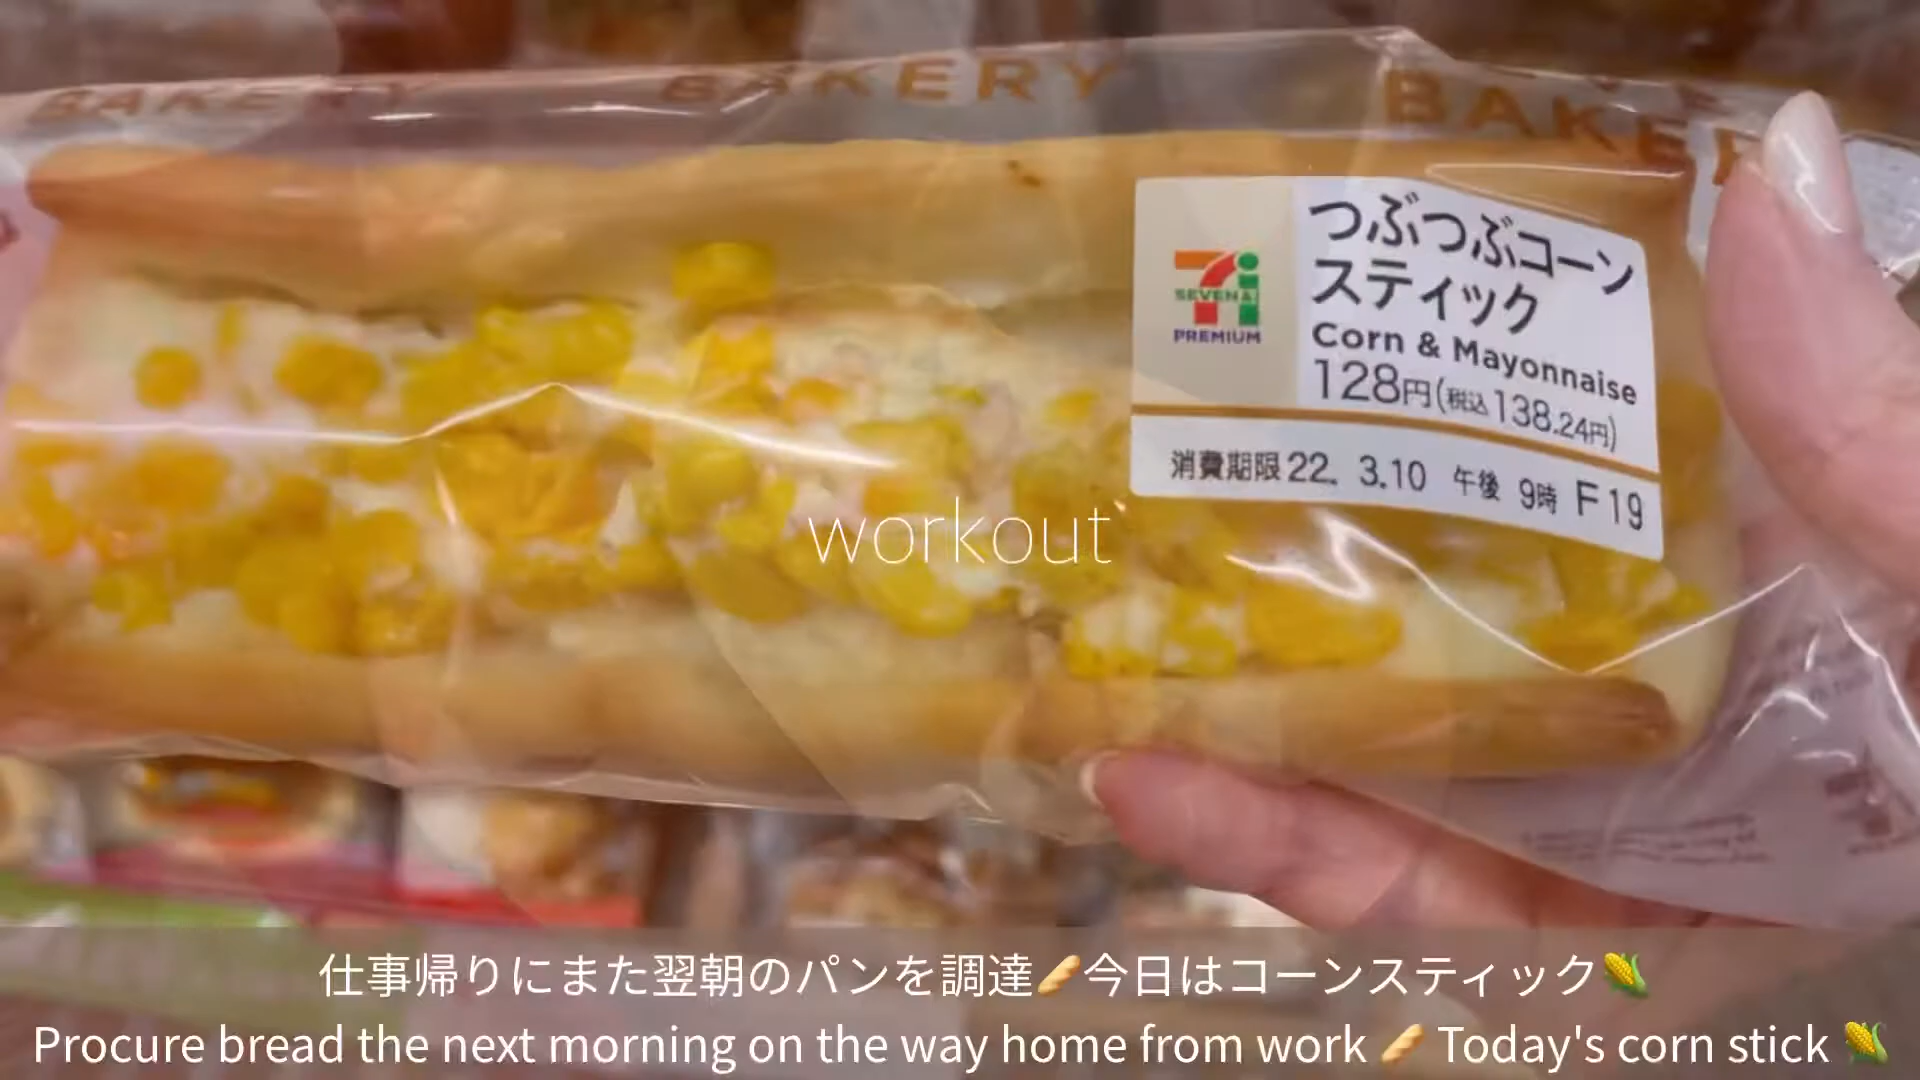 BAKERY BAKERY BAKE
つぶつぶコーン
スティック
SEVEN&i
PREMIUM
Corn & Mayonnaise
128円(税込138.24円)
消費期限22. 3.10 午後 9時 F19
workout
仕事帰りにまた翌朝のパンを調達🥖今日はコーンスティック🌽
Procure bread the next morning on the way home from work 🥖 Today's corn stick 🌽